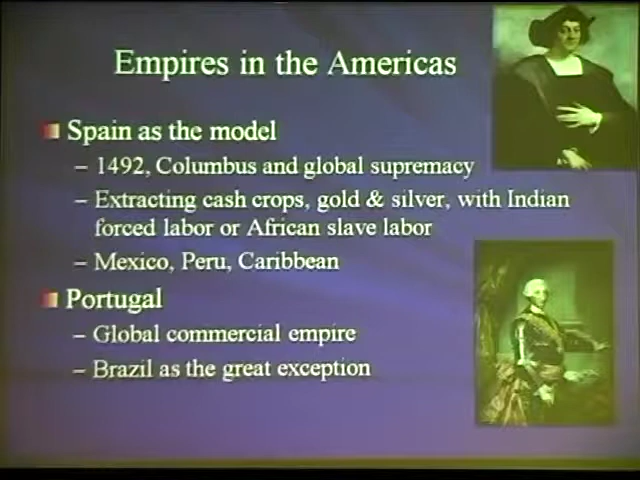 Empires in the Americas
Spain as the model
– 1492, Columbus and global supremacy
– Extracting cash crops, gold & silver, with Indian
forced labor or African slave labor
– Mexico, Peru, Caribbean
Portugal
– Global commercial empire
– Brazil as the great exception